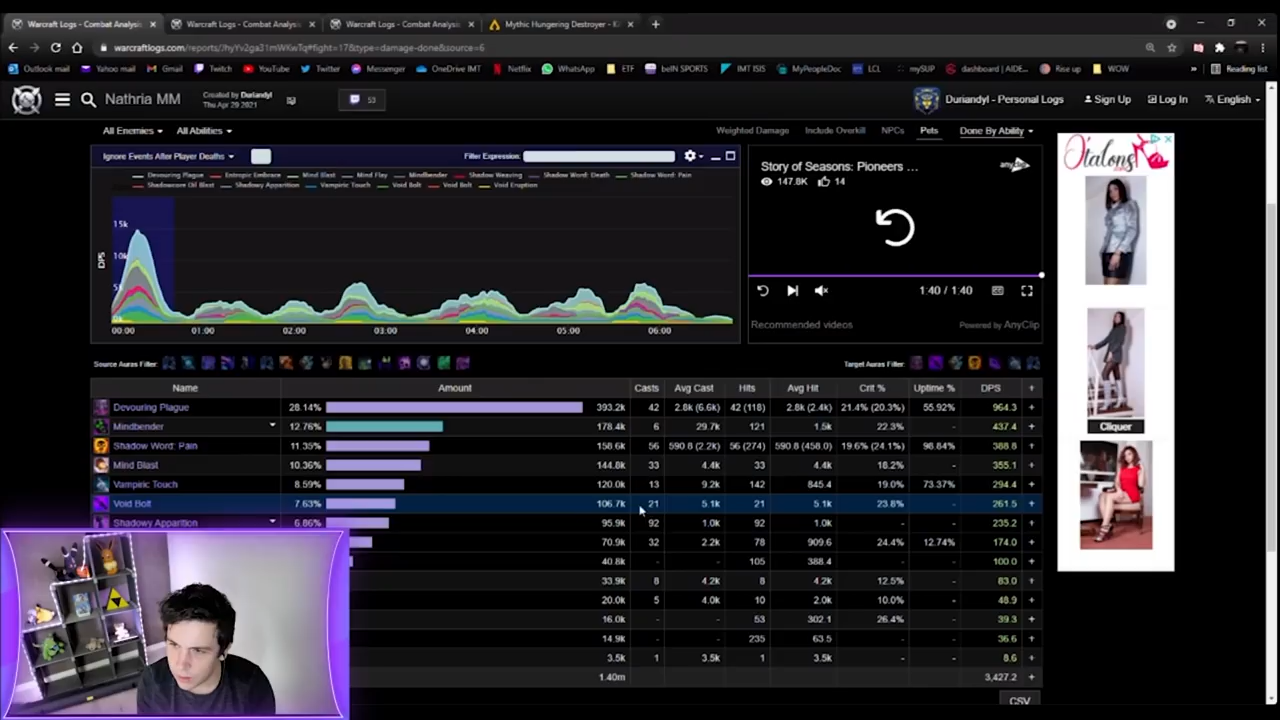 Warcraft Logs - Combat Analysis
Warcraft Logs - Combat Analysis
Warcraft Logs - Combat Analysis
Mythic Hungering Destroyer - K
warcraftlogs.com/reports/
fight=17&type=damage-done&source=6
Outlook mail Yahoo mail Gmail Twitch YouTube Twitter Messenger OneDrive IMT Netflix WhatsApp ETF beIN SPORTS IMT ISIS MyPeopleDoc LCL mySUP dashboard | AIDE... Rise up WOW » Reading list
Nathria MM
Created by Duriandyl
Thu Apr 29 2021
53
Duriandyl - Personal Logs
Sign Up Log In English
All Enemies All Abilities
Weighted Damage Include Overkill NPCs Pets Done By Ability
Ignore Events After Player Deaths
Filter Expression:
Devouring Plague Entropic Embrace Mind Blast Mind Flay Mindbender Shadow Weaving Shadow Word: Death Shadow Word: Pain
Shadowcore Oil Blast Shadowy Apparition Vampiric Touch Void Bolt Void Bolt Void Eruption
DPS
15k
00:00 01:00 02:00 03:00 04:00 05:00 06:00
Story of Seasons: Pioneers ...
147.8K 14
1:40 / 1:40
Recommended videos
Powered by AnyClip
O'talons
Cliquer
Source Auras Filter:
Target Auras Filter:
Name Amount Casts Avg Cast Hits Avg Hit Crit % Uptime % DPS +
Devouring Plague 28.14% 393.2k 42 2.8k (6.6k) 42 (118) 2.8k (2.4k) 21.4% (20.3%) 55.92% 964.3 +
Mindbender 12.76% 178.4k 6 29.7k 121 1.5k 22.3% - 437.4 +
Shadow Word: Pain 11.35% 158.6k 56 590.8 (2.2k) 56 (274) 590.8 (458.0) 19.6% (24.1%) 98.84% 388.8 +
Mind Blast 10.36% 144.8k 33 4.4k 33 4.4k 18.2% - 355.1 +
Vampiric Touch 8.59% 120.0k 13 9.2k 142 845.4 19.0% 73.37% 294.4 +
Void Bolt 7.63% 106.7k 21 5.1k 21 5.1k 23.8% - 261.5 +
Shadowy Apparition 6.86% 95.9k 92 1.0k 92 1.0k - - 235.2 +
70.9k 32 2.2k 78 909.6 24.4% 12.74% 174.0 +
40.8k - - 105 388.4 - - 100.0 +
33.9k 8 4.2k 8 4.2k 12.5% - 83.0 +
20.0k 5 4.0k 10 2.0k 10.0% - 48.9 +
16.0k - - 53 302.1 26.4% - 39.3 +
14.9k - - 235 63.5 - - 36.6 +
3.5k 1 3.5k 1 3.5k - - 8.6 +
1.40m 3,427.2 +
CSV